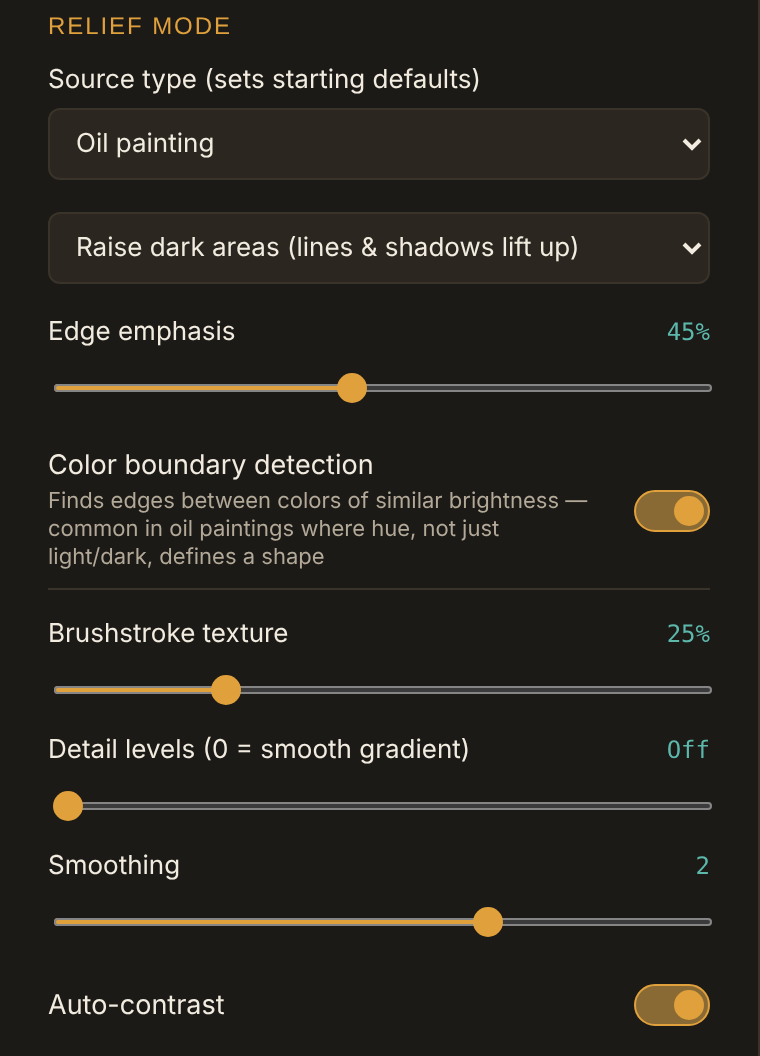 RELIEF MODE
Source type (sets starting defaults)
Oil painting
Raise dark areas (lines & shadows lift up)
Edge emphasis 45%
Color boundary detection
Finds edges between colors of similar brightness —
common in oil paintings where hue, not just
light/dark, defines a shape
Brushstroke texture 25%
Detail levels (0 = smooth gradient) Off
Smoothing 2
Auto-contrast